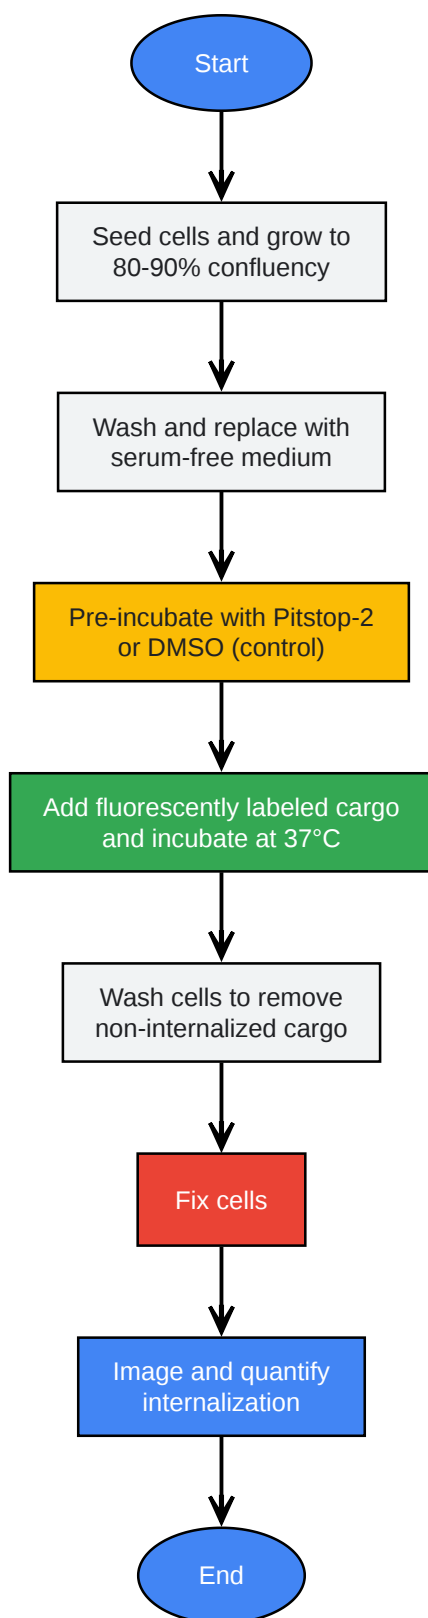 Start
Seed cells and grow to
80-90% confluency
Wash and replace with
serum-free medium
Pre-incubate with Pitstop-2
or DMSO (control)
Add fluorescently labeled cargo
and incubate at 37°C
Wash cells to remove
non-internalized cargo
Fix cells
Image and quantify
internalization
End